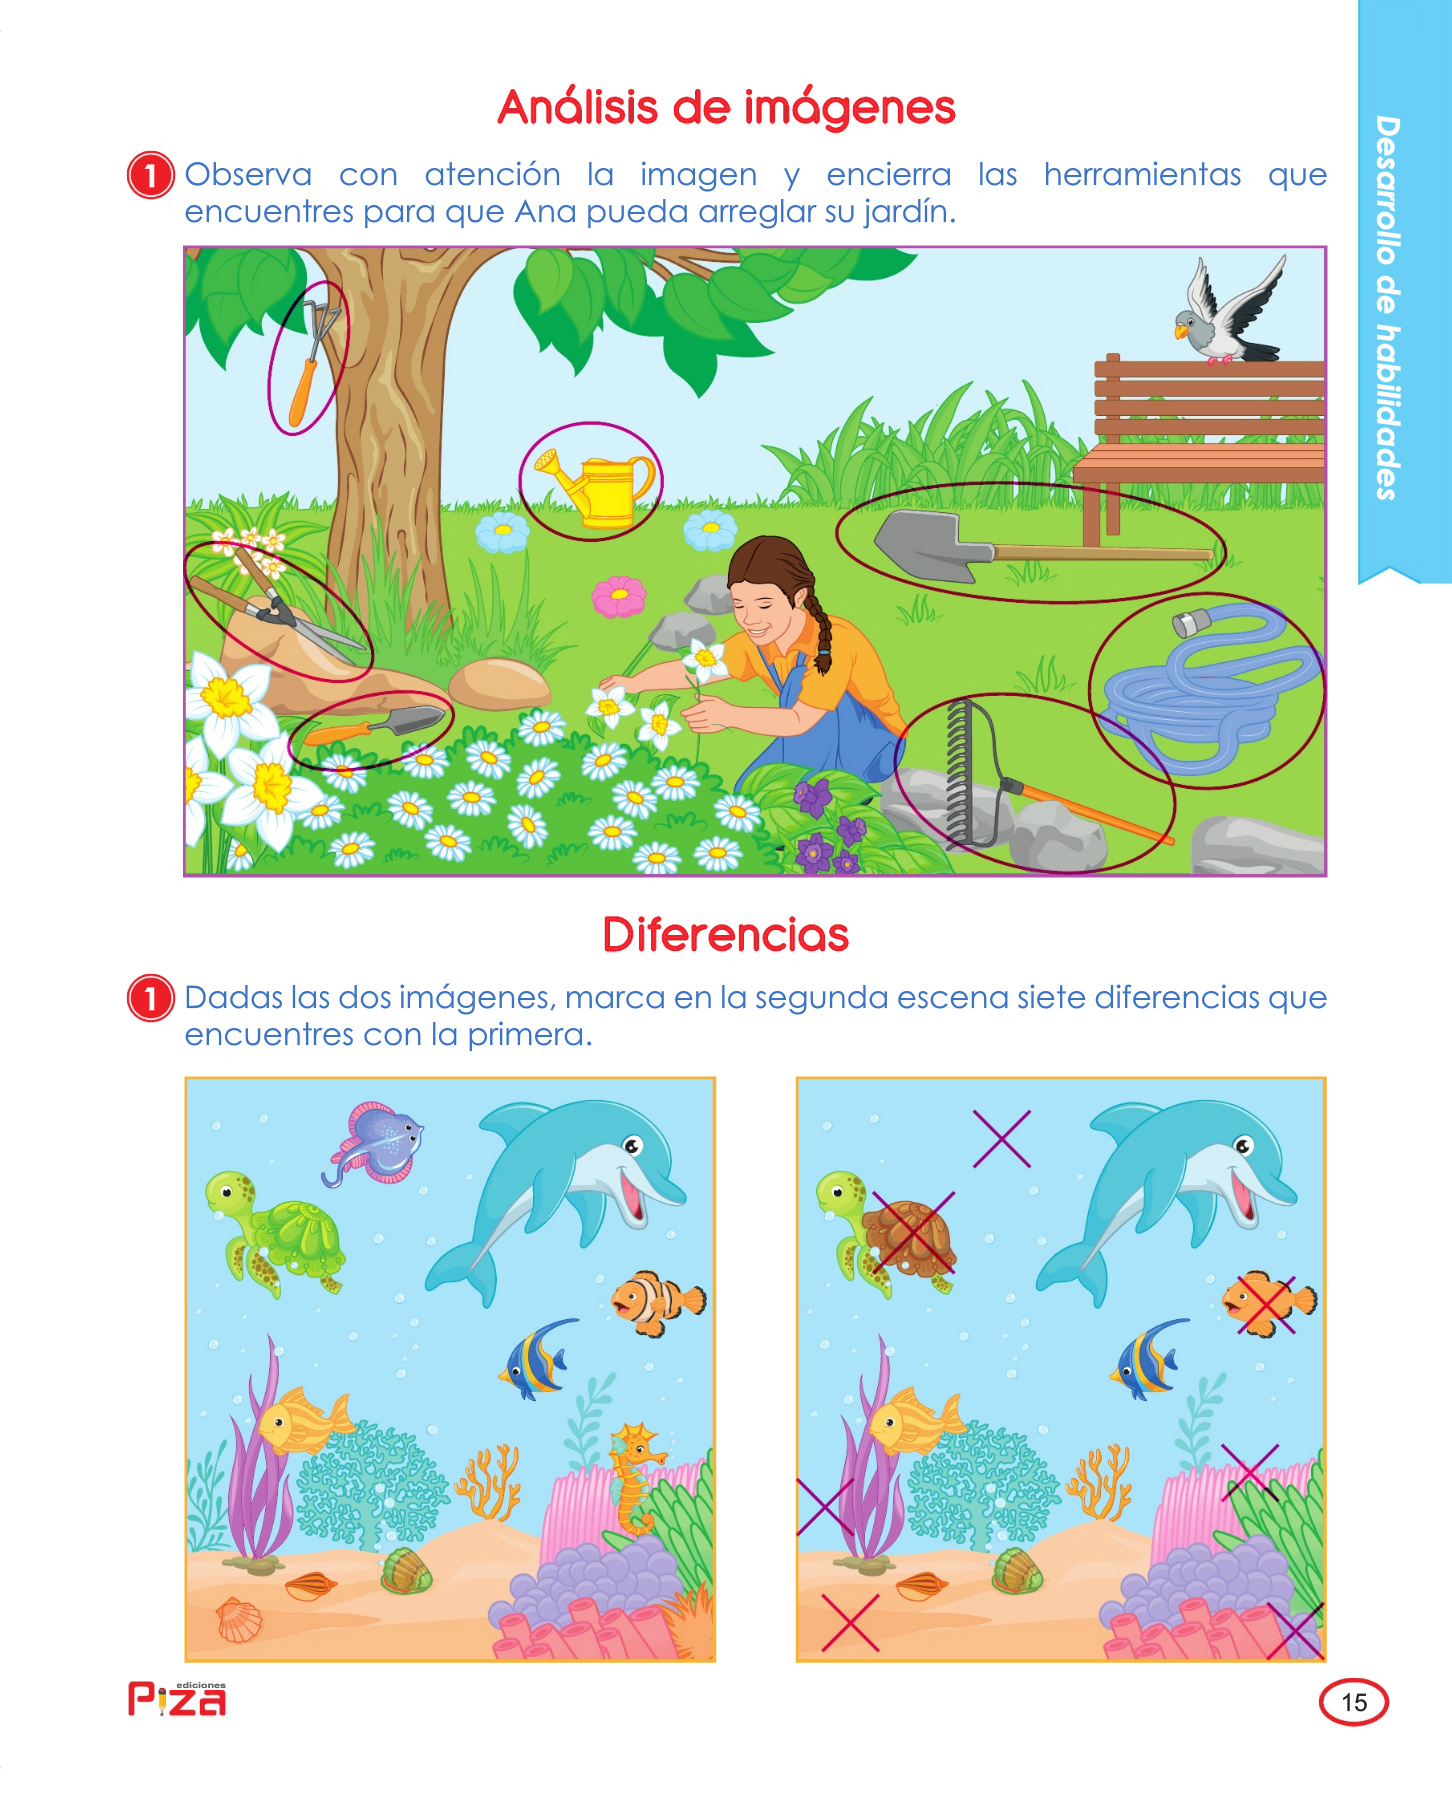 Análisis de imágenes
1 Observa con atención la imagen y encierra las herramientas que
encuentres para que Ana pueda arreglar su jardín.
Desarrollo de habilidades
Diferencias
1 Dadas las dos imágenes, marca en la segunda escena siete diferencias que
encuentres con la primera.
ediciones
Piza
15